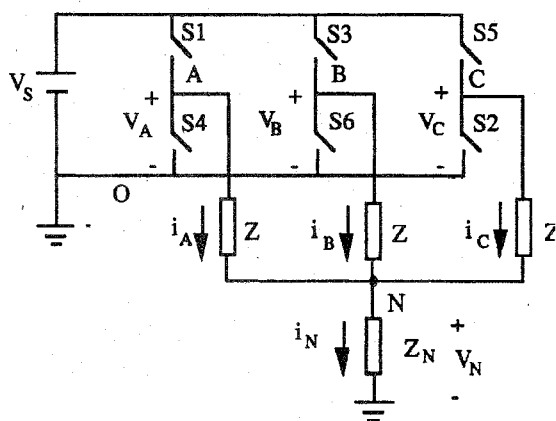 S1 S3 S5
A B C
V_S + + +
V_A S4 V_B S6 V_C S2
- - -
O
-
i_A Z i_B Z i_C Z
N
i_N Z_N + V_N -